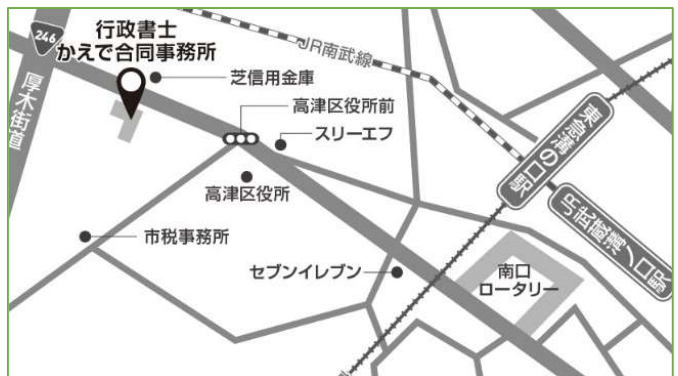 246
行政書士
かえで合同事務所
厚木街道
芝信用金庫
JR南武線
高津区役所前
スリーエフ
高津区役所
市税事務所
セブンイレブン
東急溝の口駅
JR武蔵溝ノ口駅
南口
ロータリー